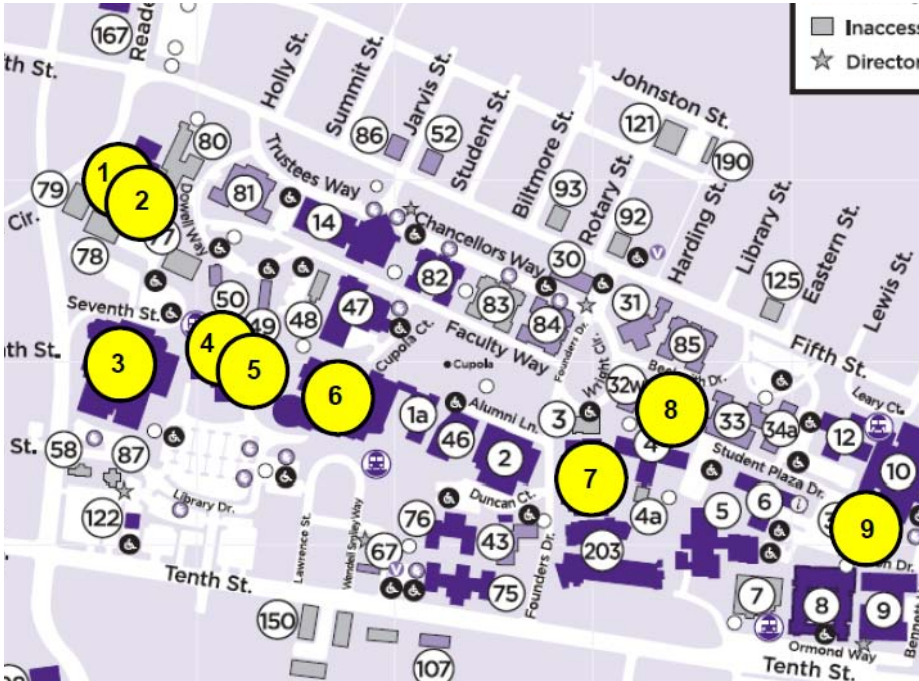 167
Reade
Inaccess
Director
fth St.
Holly St.
Summit St.
Jarvis St.
Student St.
Johnston St.
80
86
52
121
190
Biltmore St.
Rotary St.
93
92
Harding St.
Library St.
Eastern St.
Lewis St.
1
2
79
Cir.
78
77
Dowell Way
81
Trustees Way
14
Chancellors Way
V
30
125
82
83
84
31
85
Founders Dr.
Fifth St.
Seventh St.
50
49
48
47
Cupola Ct.
Faculty Way
Cupola
Wright Cir.
32w
Leary Ct.
th St.
3
4
5
6
1a
Alumni Ln.
46
2
3
8
33
34a
12
10
Student Plaza Dr.
St.
58
87
122
Library Dr.
Lawrence St.
Wendell Smiley Way
67
V
76
Duncan Ct.
43
75
Founders Dr.
7
4
4a
203
5
6
i
9
7
8
9
Ormond Way
Tenth St.
150
107
Tenth St.